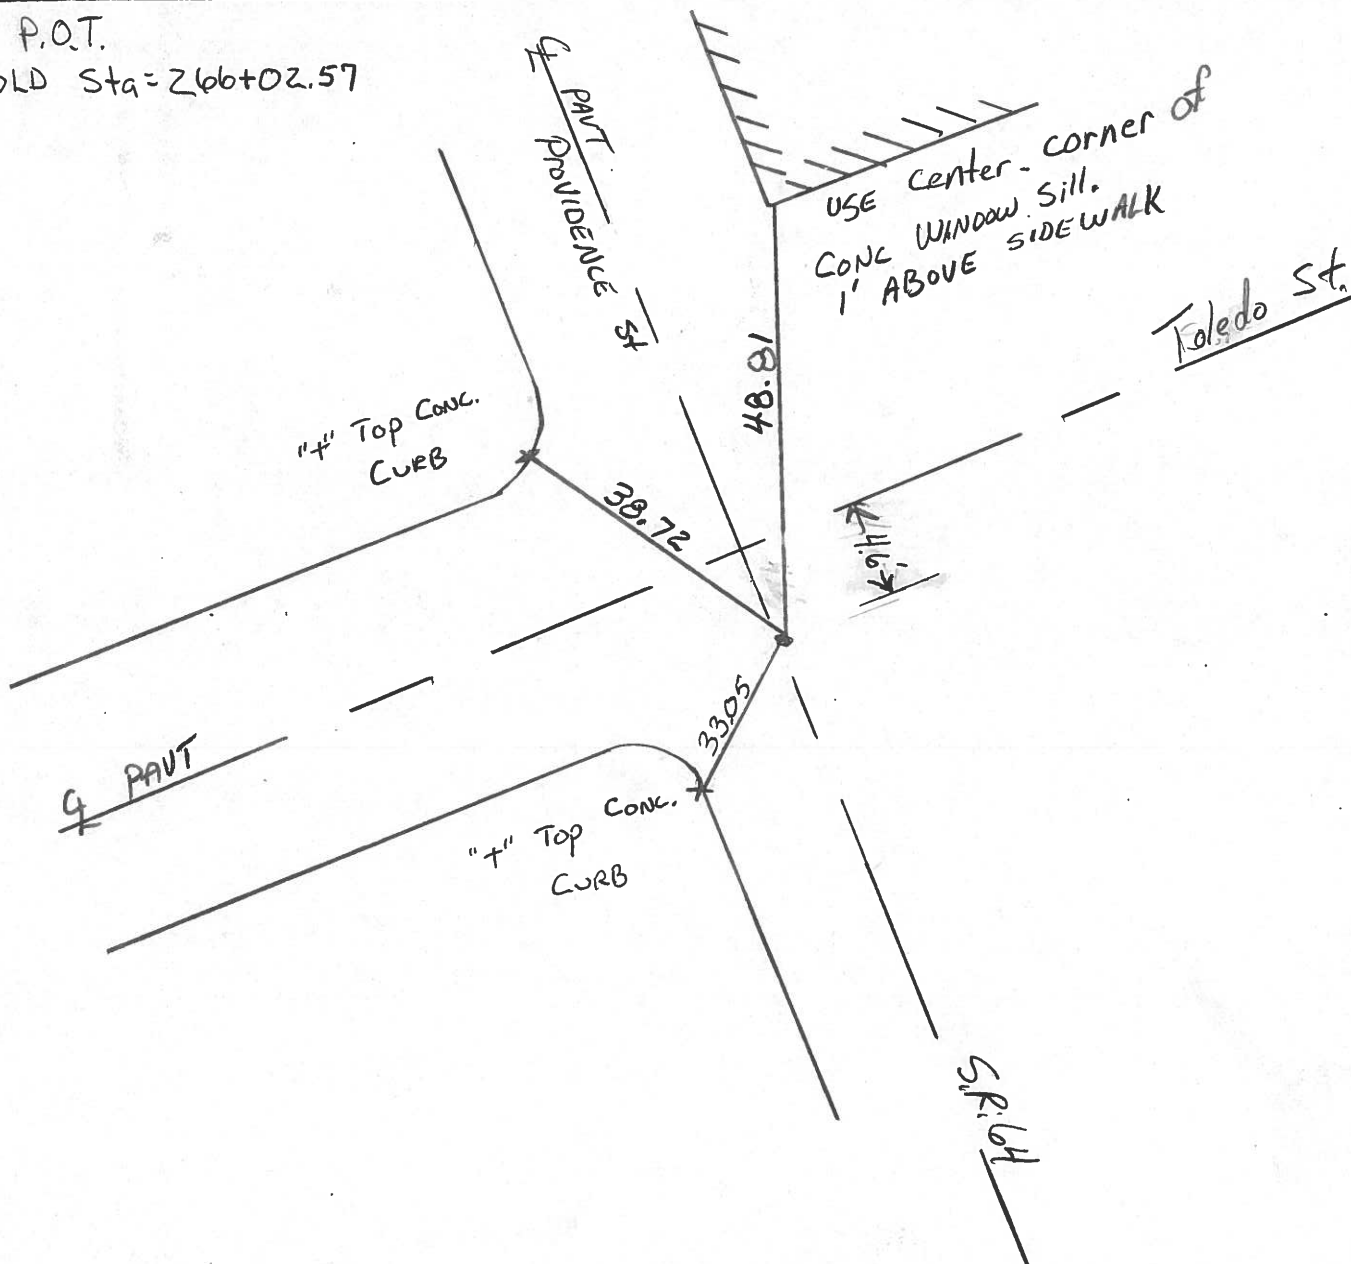 P.O.T.
OLD Sta = 266+02.57
℄ PAVT
PROVIDENCE St
USE Center - corner of
CONC WINDOW Sill.
1' ABOVE SIDEWALK
Toledo St.
48.81
"+" Top Conc.
CURB
38.72
4.6'
33.05
℄ PAVT
"+" Top Conc.
CURB
S.R. 64